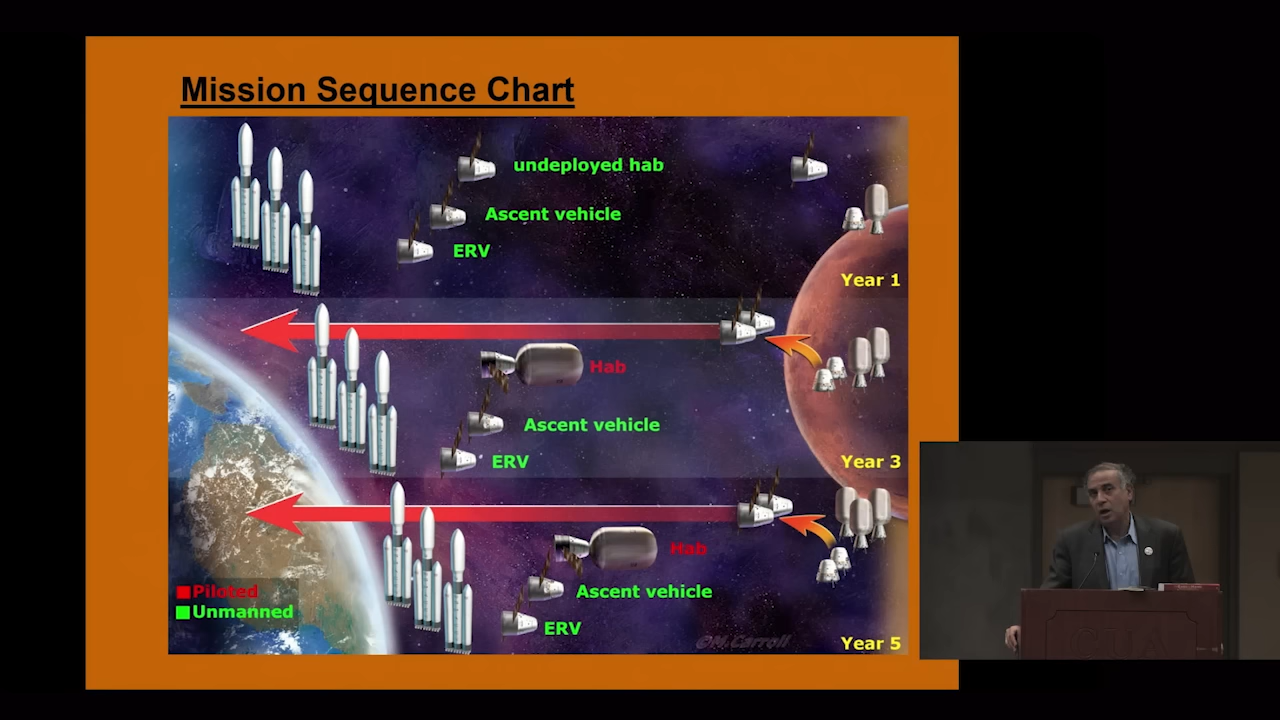 Mission Sequence Chart
undeployed hab
Ascent vehicle
ERV
Year 1
Hab
Ascent vehicle
ERV
Year 3
Hab
Ascent vehicle
Piloted
Unmanned
ERV
©M.Carroll
Year 5
CUA